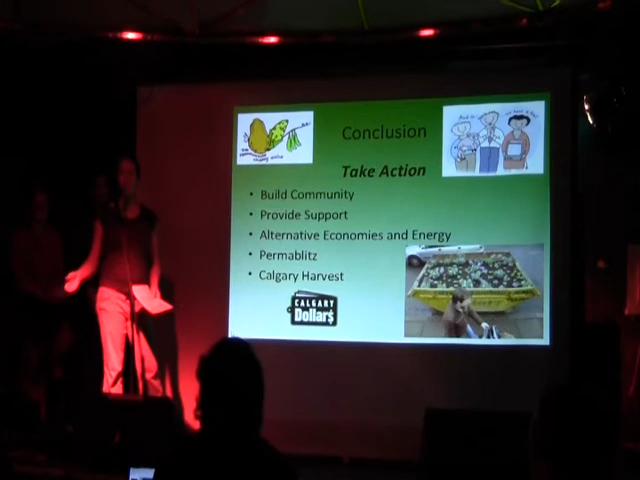 Conclusion
Take Action
• Build Community
• Provide Support
• Alternative Economies and Energy
• Permablitz
• Calgary Harvest
CALGARY
Dollar$